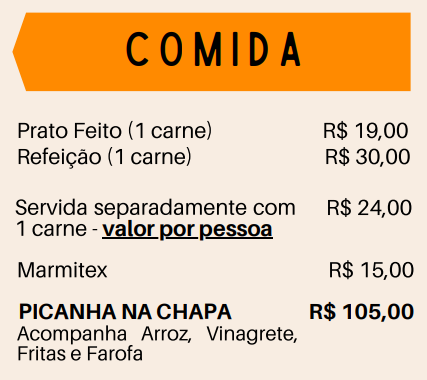 COMIDA
Prato Feito (1 carne) R$ 19,00
Refeição (1 carne) R$ 30,00
Servida separadamente com R$ 24,00
1 carne - valor por pessoa
Marmitex R$ 15,00
PICANHA NA CHAPA R$ 105,00
Acompanha Arroz, Vinagrete,
Fritas e Farofa